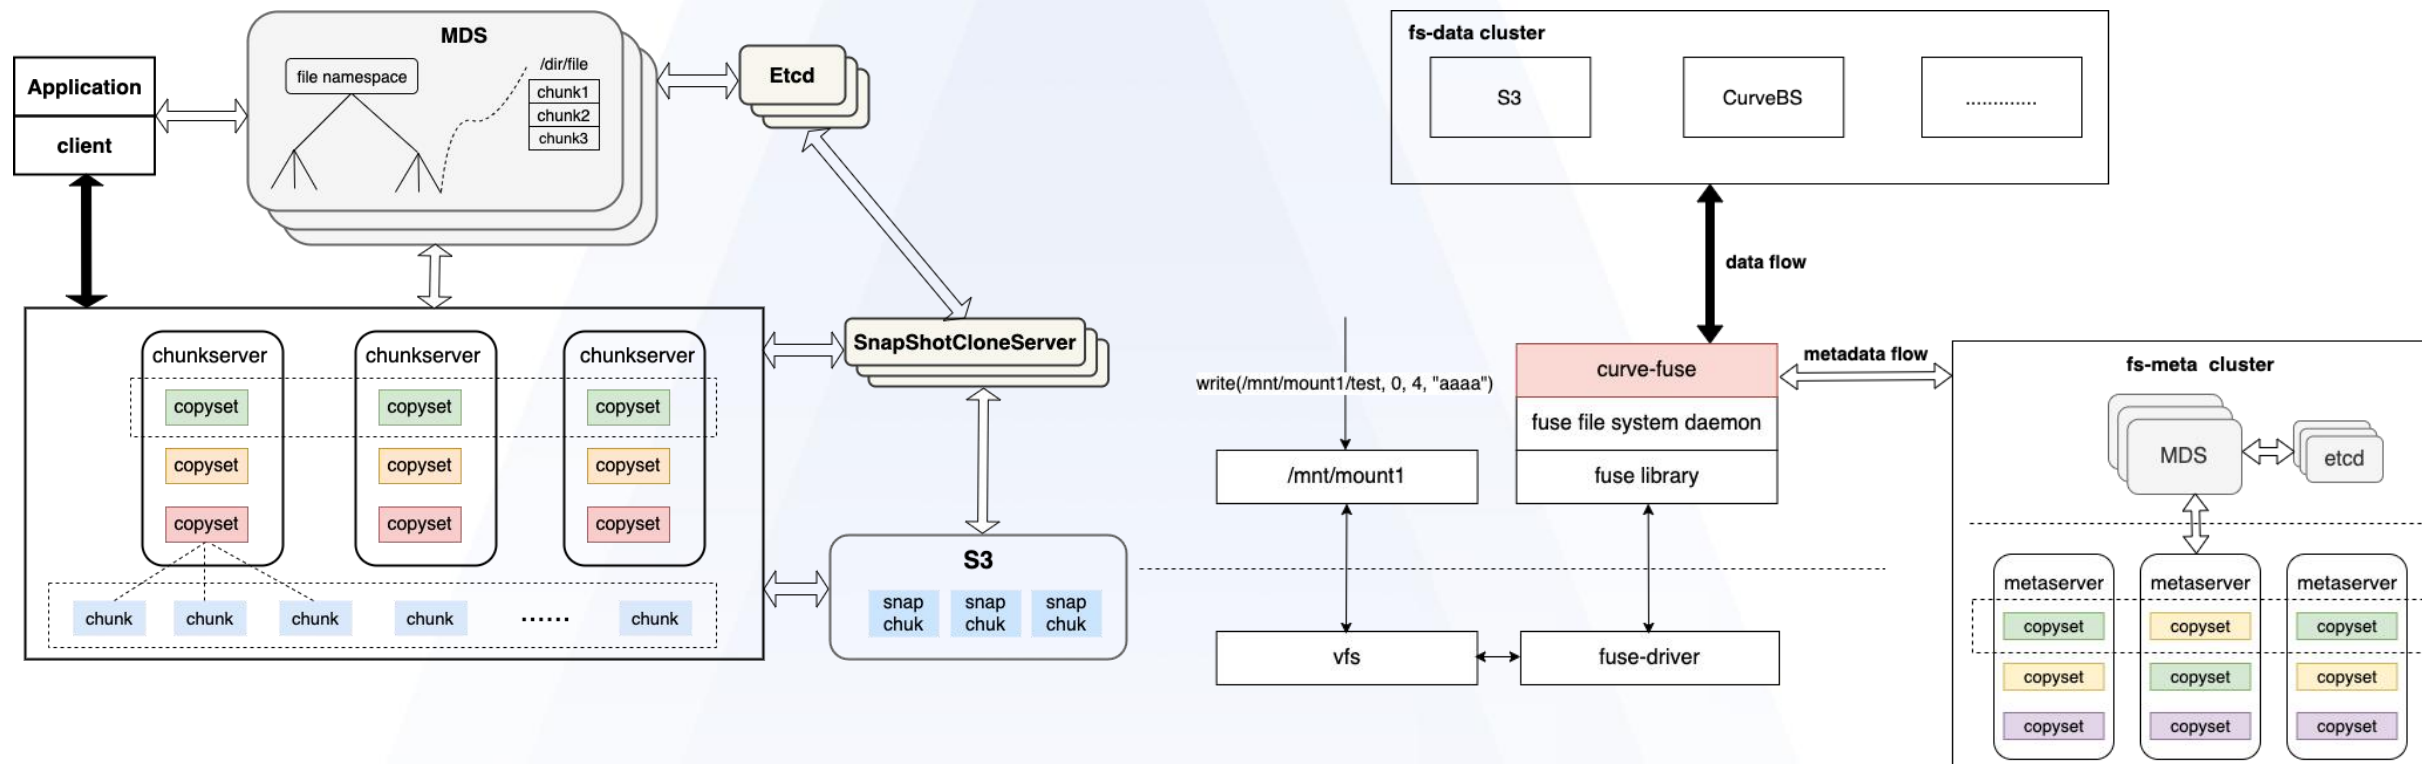 MDS
file namespace
/dir/file
chunk1
chunk2
chunk3
Application
client
Etcd
chunkserver
chunkserver
chunkserver
copyset
copyset
copyset
copyset
copyset
copyset
copyset
copyset
copyset
chunk
chunk
chunk
chunk
......
chunk
SnapShotCloneServer
S3
snap
chuk
snap
chuk
snap
chuk
fs-data cluster
S3
CurveBS
.............
data flow
write(/mnt/mount1/test, 0, 4, "aaaa")
/mnt/mount1
vfs
curve-fuse
fuse file system daemon
fuse library
fuse-driver
metadata flow
fs-meta cluster
MDS
etcd
metaserver
metaserver
metaserver
copyset
copyset
copyset
copyset
copyset
copyset
copyset
copyset
copyset